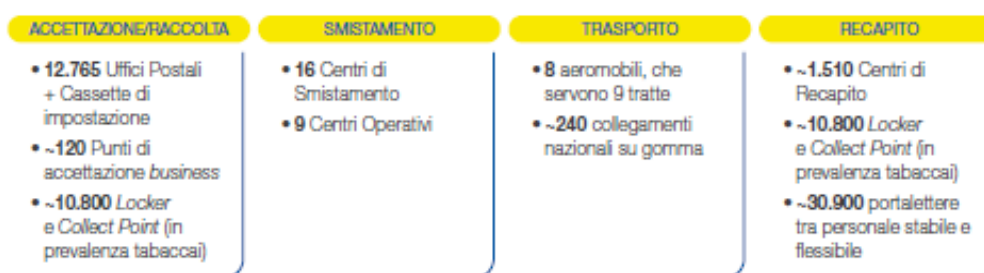 ACCETTAZIONE/RACCOLTA
• 12.765 Uffici Postali
+ Cassette di
impostazione
• ~120 Punti di
accettazione business
• ~10.800 Locker
e Collect Point (in
prevalenza tabaccai)
SMISTAMENTO
• 16 Centri di
Smistamento
• 9 Centri Operativi
TRASPORTO
• 8 aeromobili, che
servono 9 tratte
• ~240 collegamenti
nazionali su gomma
RECAPITO
• ~1.510 Centri di
Recapito
• ~10.800 Locker
e Collect Point (in
prevalenza tabaccai)
• ~30.900 portalettere
tra personale stabile e
flessibile